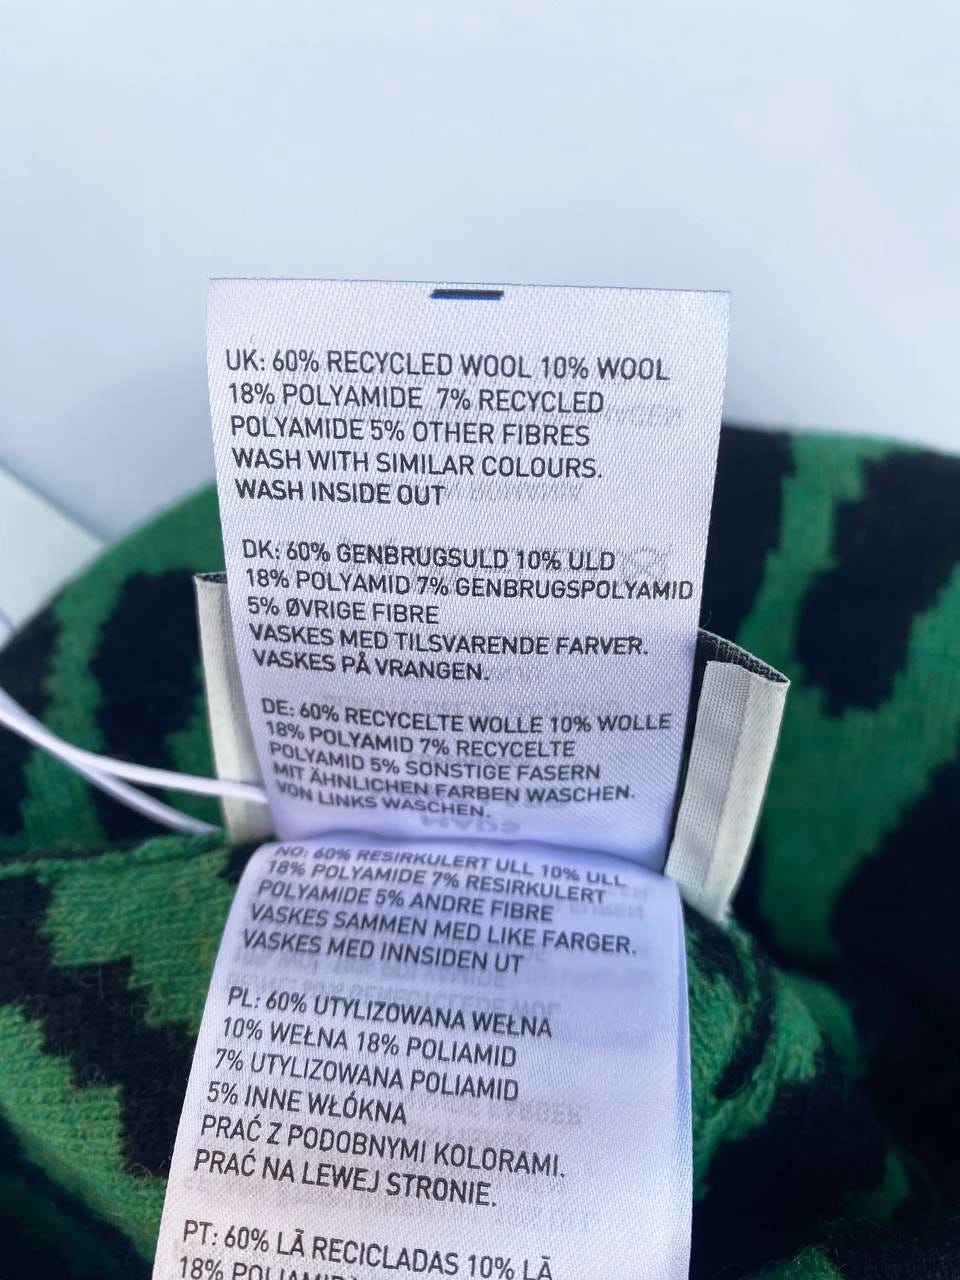 UK: 60% RECYCLED WOOL 10% WOOL
18% POLYAMIDE 7% RECYCLED
POLYAMIDE 5% OTHER FIBRES
WASH WITH SIMILAR COLOURS.
WASH INSIDE OUT
DK: 60% GENBRUGSULD 10% ULD
18% POLYAMID 7% GENBRUGSPOLYAMID
5% ØVRIGE FIBRE
VASKES MED TILSVARENDE FARVER.
VASKES PÅ VRANGEN.
DE: 60% RECYCELTE WOLLE 10% WOLLE
18% POLYAMID 7% RECYCELTE
POLYAMID 5% SONSTIGE FASERN
MIT ÄHNLICHEN FARBEN WASCHEN.
VON LINKS WASCHEN.
NO: 60% RESIRKULERT ULL 10% ULL
18% POLYAMIDE 7% RESIRKULERT
POLYAMIDE 5% ANDRE FIBRE
VASKES SAMMEN MED LIKE FARGER.
VASKES MED INNSIDEN UT
PL: 60% UTYLIZOWANA WEŁNA
10% WEŁNA 18% POLIAMID
7% UTYLIZOWANA POLIAMID
5% INNE WŁÓKNA
PRAĆ Z PODOBNYMI KOLORAMI.
PRAĆ NA LEWEJ STRONIE.
PT: 60% LÃ RECICLADAS 10% LÃ
18%